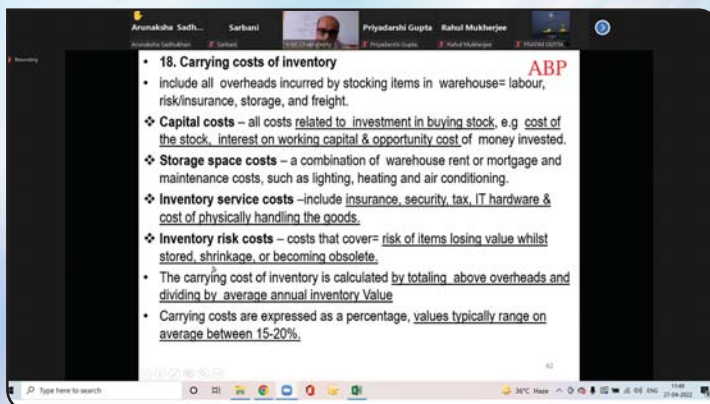 Arunaksha Sadh...
Sarbani
Priyadarshi Gupta
Rahul Mukherjee
Arunaksha Sadhukhan
Sarbani
Priyadarshi Gupta
Rahul Mukherjee
Recording
ABP
• 18. Carrying costs of inventory
• include all overheads incurred by stocking items in warehouse= labour,
risk/insurance, storage, and freight.
❖ Capital costs – all costs related to investment in buying stock, e.g cost of
the stock, interest on working capital & opportunity cost of money invested.
❖ Storage space costs – a combination of warehouse rent or mortgage and
maintenance costs, such as lighting, heating and air conditioning.
❖ Inventory service costs –include insurance, security, tax, IT hardware &
cost of physically handling the goods.
❖ Inventory risk costs – costs that cover= risk of items losing value whilst
stored, shrinkage, or becoming obsolete.
• The carrying cost of inventory is calculated by totaling above overheads and
dividing by average annual inventory Value
• Carrying costs are expressed as a percentage, values typically range on
average between 15-20%.
42
Type here to search
36°C Haze
ENG
11:49
27-04-2022